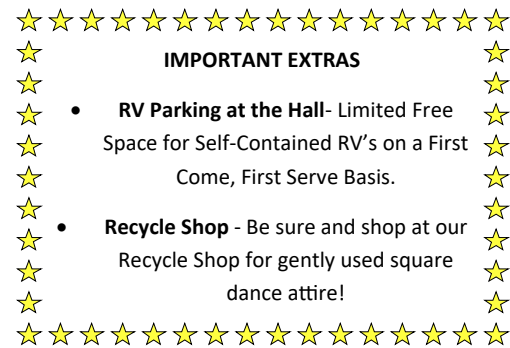 IMPORTANT EXTRAS
• RV Parking at the Hall- Limited Free
Space for Self-Contained RV's on a First
Come, First Serve Basis.
• Recycle Shop - Be sure and shop at our
Recycle Shop for gently used square
dance attire!